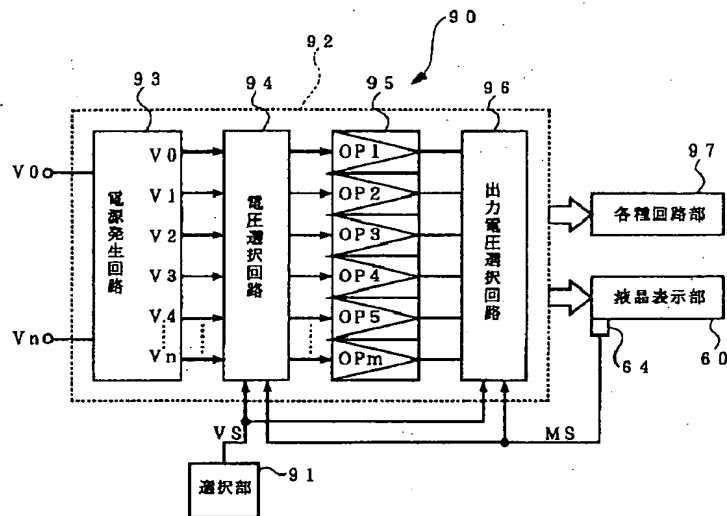 90
92
93
94
95
96
97
V0
Vn
電源発生回路
V0
V1
V2
V3
V4
Vn
電圧選択回路
OP1
OP2
OP3
OP4
OP5
OPm
出力電圧選択回路
各種回路部
液晶表示部
64
60
VS
MS
選択部
91